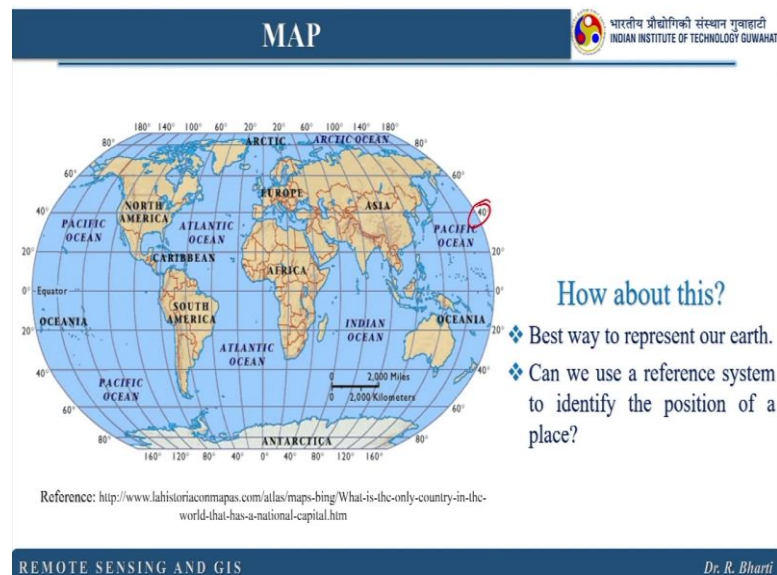 MAP
भारतीय प्रौद्योगिकी संस्थान गुवाहाटी
INDIAN INSTITUTE OF TECHNOLOGY GUWAHAT
180° 140° 100° 60° 20° 20° 60° 100° 140° 180°
ARCTIC
ARCTIC OCEAN
80°
80°
60°
60°
EUROPE
NORTH
AMERICA
ASIA
40°
40
PACIFIC
OCEAN
ATLANTIC
OCEAN
PACIFIC
OCEAN
20°
20°
CARIBBEAN
AFRICA
0° Equator
0°
SOUTH
AMERICA
INDIAN
OCEAN
OCEANIA
OCEANIA
20°
20°
ATLANTIC
OCEAN
40°
40°
PACIFIC
OCEAN
0 2,000 Miles
0 2,000 Kilometers
60°
60°
80°
80°
ANTARCTICA
160° 120° 80° 40° 0° 40° 80° 120° 160°
How about this?
❖ Best way to represent our earth.
❖ Can we use a reference system
to identify the position of a
place?
Reference: http://www.lahistoriaconmapas.com/atlas/maps-bing/What-is-the-only-country-in-the-
world-that-has-a-national-capital.htm
REMOTE SENSING AND GIS
Dr. R. Bharti